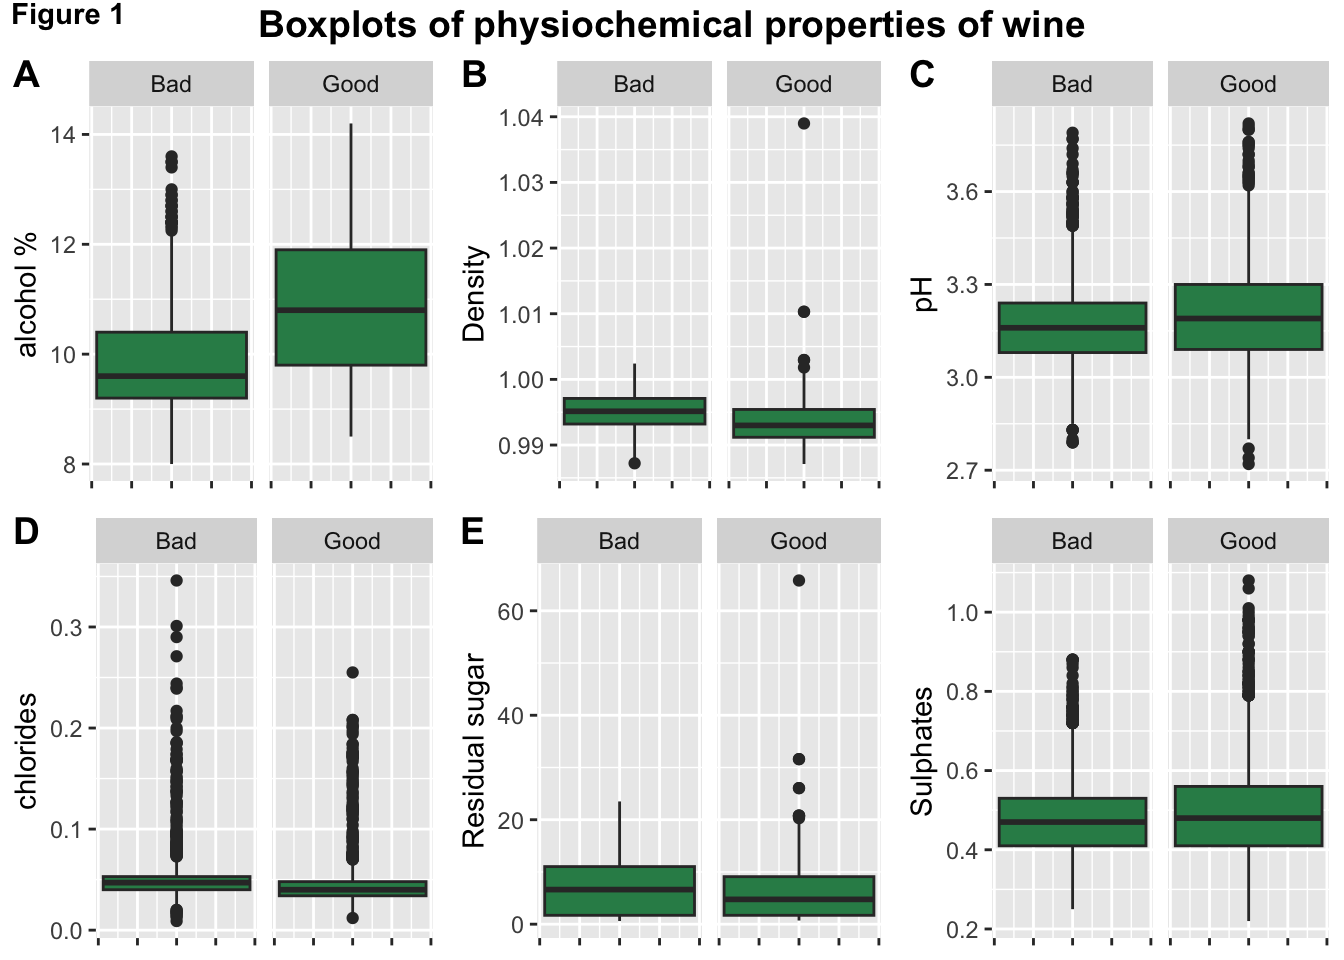 Figure 1
Boxplots of physiochemical properties of wine
A
Bad
Good
alcohol %
14
12
10
8
B
Bad
Good
Density
1.04
1.03
1.02
1.01
1.00
0.99
C
Bad
Good
pH
3.6
3.3
3.0
2.7
D
Bad
Good
chlorides
0.3
0.2
0.1
0.0
E
Bad
Good
Residual sugar
60
40
20
0
Bad
Good
Sulphates
1.0
0.8
0.6
0.4
0.2